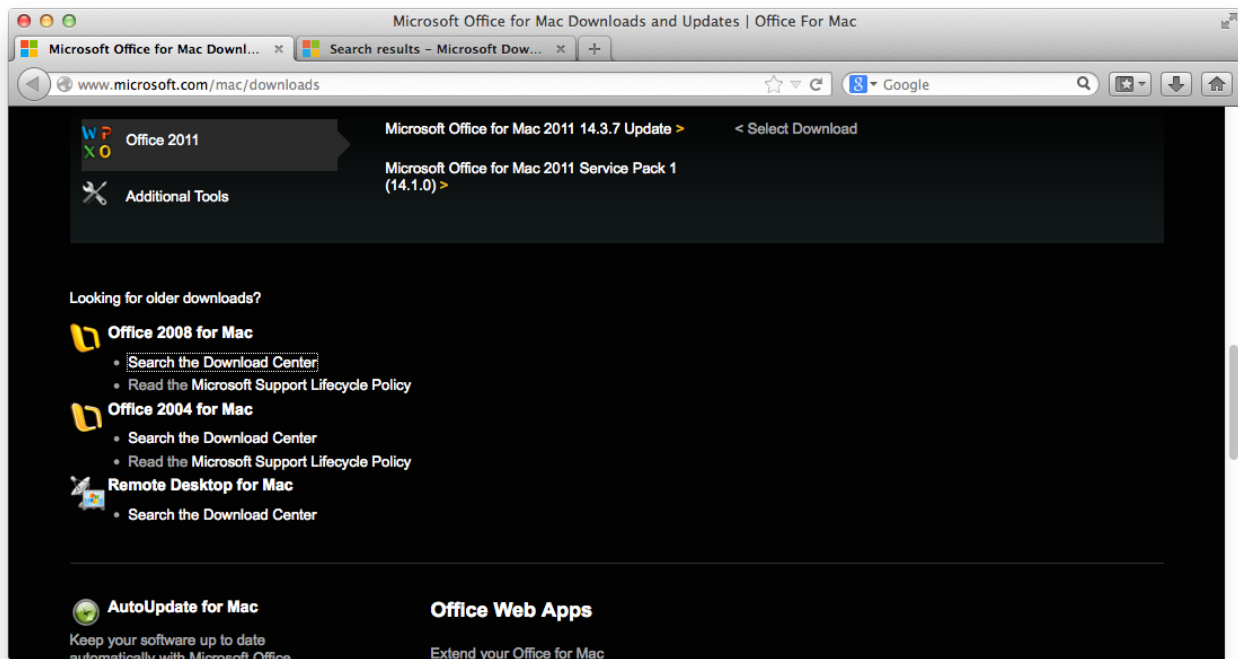 Microsoft Office for Mac Downloads and Updates | Office For Mac
Microsoft Office for Mac Downl...
Search results – Microsoft Dow...
www.microsoft.com/mac/downloads
Google
W P
X O
Office 2011
Microsoft Office for Mac 2011 14.3.7 Update >
< Select Download
Microsoft Office for Mac 2011 Service Pack 1
(14.1.0) >
Additional Tools
Looking for older downloads?
Office 2008 for Mac
• Search the Download Center
• Read the Microsoft Support Lifecycle Policy
Office 2004 for Mac
• Search the Download Center
• Read the Microsoft Support Lifecycle Policy
Remote Desktop for Mac
• Search the Download Center
AutoUpdate for Mac
Office Web Apps
Keep your software up to date
automatically with Microsoft Office
Extend your Office for Mac